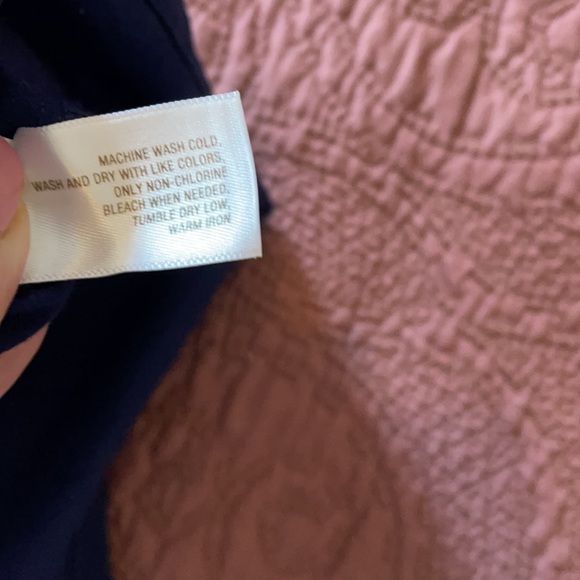 MACHINE WASH COLD,
WASH AND DRY WITH LIKE COLORS,
ONLY NON-CHLORINE
BLEACH WHEN NEEDED,
TUMBLE DRY LOW,
WARM IRON